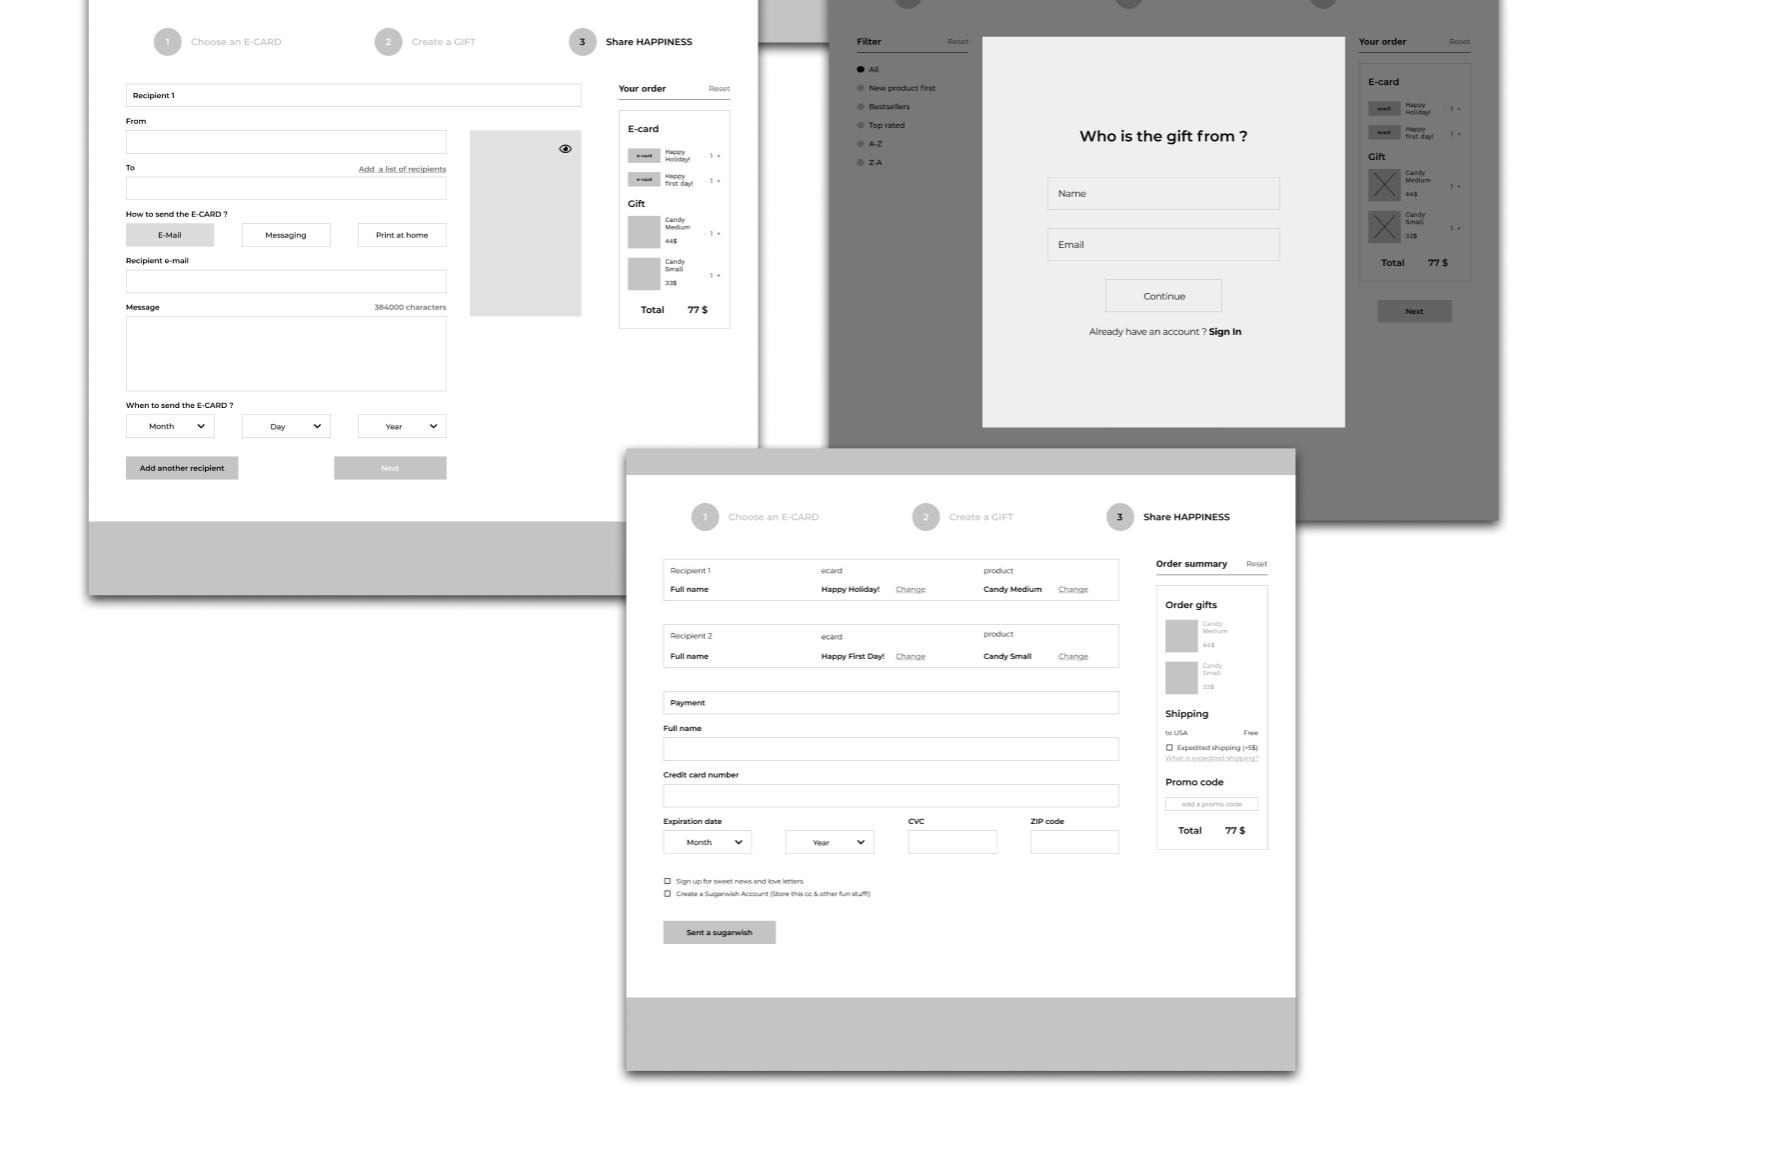 1 Choose an E-CARD 2 Create a GIFT 3 Share HAPPINESS
Recipient 1
From
To Add a list of recipients
How to send the E-CARD ?
E-Mail Messaging Print at home
Recipient e-mail
Message 384000 characters
When to send the E-CARD ?
Month Day Year
Add another recipient Next
Your order Reset
E-card
e-card Happy
Holiday! - 1 +
e-card Happy
first day! - 1 +
Gift
Candy
Medium
44$ - 1 +
Candy
Small
33$ - 1 +
Total 77 $
Filter Reset
All
New product first
Bestsellers
Top rated
A-Z
Z-A
Who is the gift from ?
Name
Email
Continue
Already have an account ? Sign In
Your order Reset
E-card
ecard Happy
Holiday! 1 +
ecard Happy
first day! 1 +
Gift
Candy
Medium
44$ 1 +
Candy
Small
33$ 1 +
Total 77 $
Next
1 Choose an E-CARD 2 Create a GIFT 3 Share HAPPINESS
Recipient 1 ecard product
Full name Happy Holiday! Change Candy Medium Change
Recipient 2 ecard product
Full name Happy First Day! Change Candy Small Change
Payment
Full name
Credit card number
Expiration date CVC ZIP code
Month Year
Sign up for sweet news and love letters
Create a Sugarwish Account (Store this cc & other fun stuff!)
Sent a sugarwish
Order summary Reset
Order gifts
Candy
Medium
44$
Candy
Small
33$
Shipping
to USA Free
Expedited shipping (+5$)
What is expedited shipping?
Promo code
add a promo code
Total 77 $